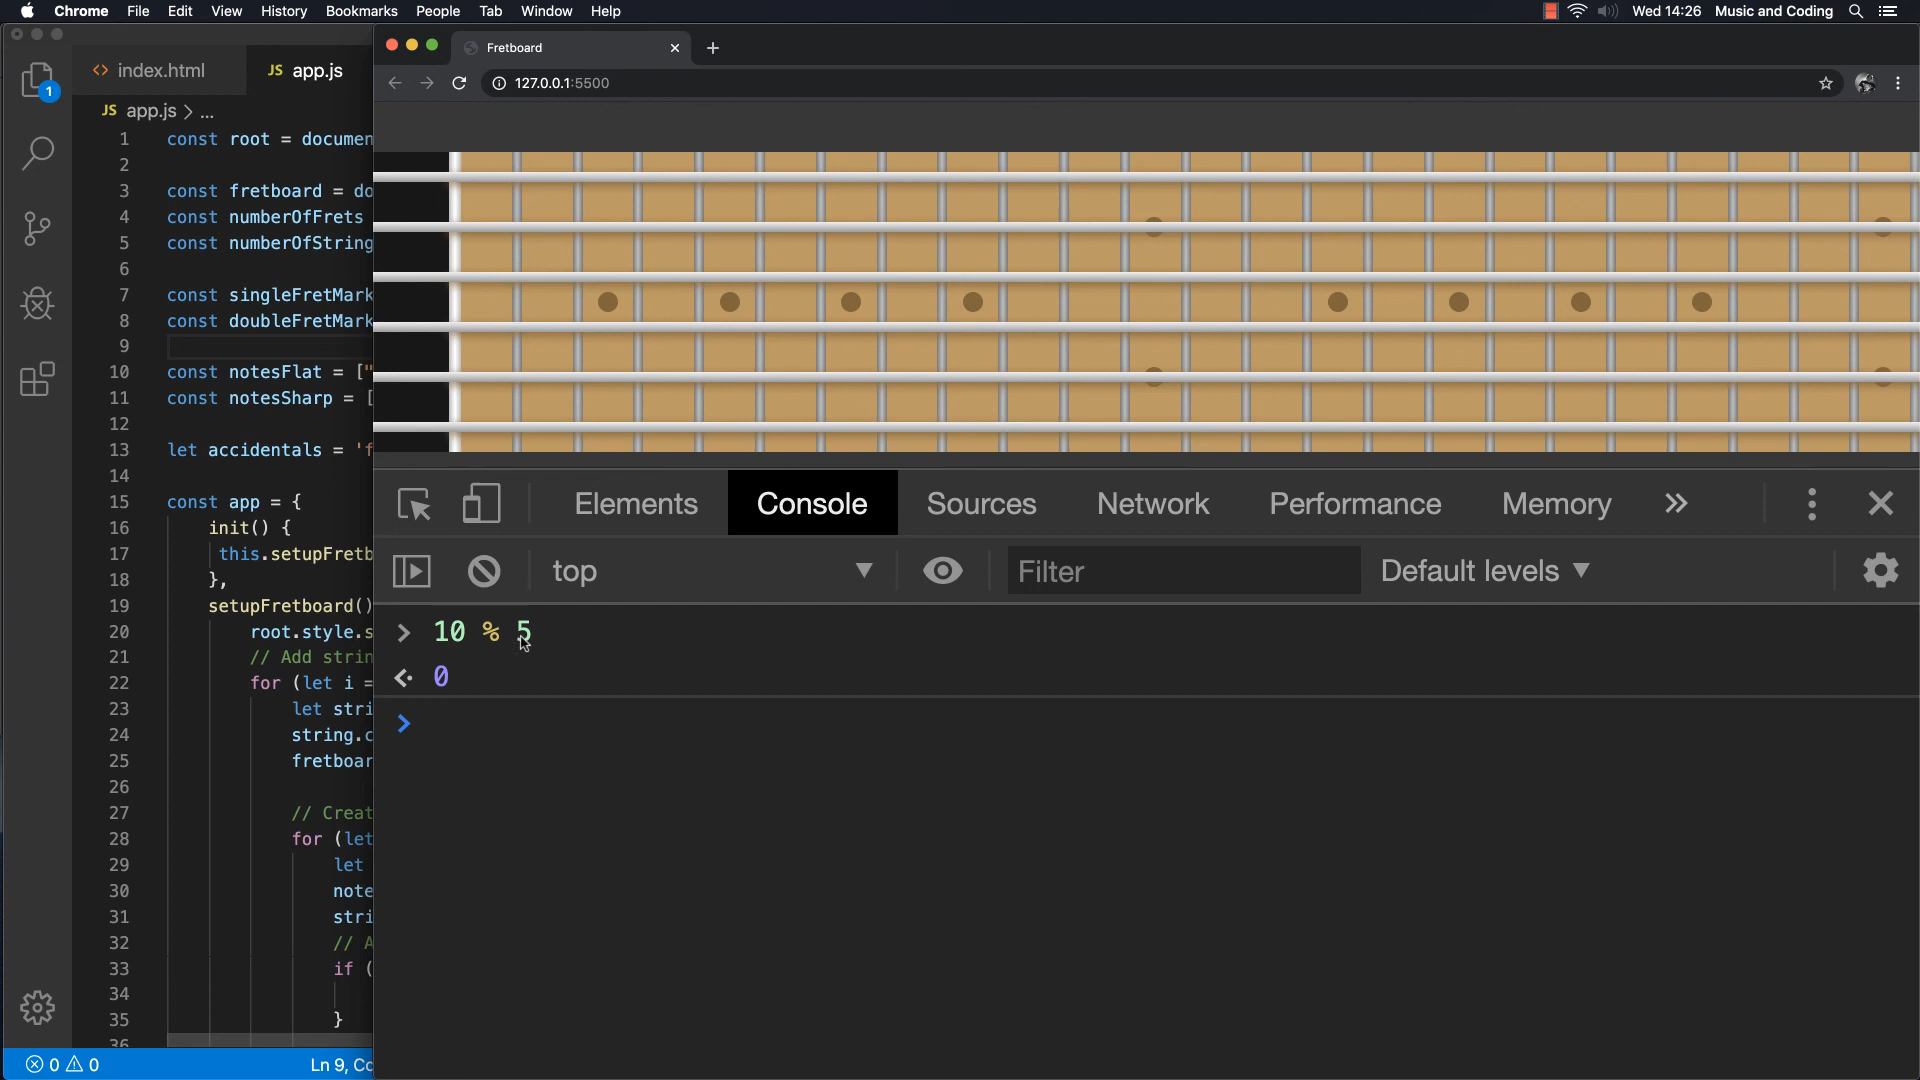 Chrome File Edit View History Bookmarks People Tab Window Help
Wed 14:26 Music and Coding
Fretboard
127.0.0.1:5500
1
<> index.html JS app.js
JS app.js > ...
1 const root = documen
2
3 const fretboard = do
4 const numberOfFrets
5 const numberOfString
6
7 const singleFretMark
8 const doubleFretMark
9
10 const notesFlat = ["
11 const notesSharp = [
12
13 let accidentals = 'f
14
15 const app = {
16 init() {
17 this.setupFretb
18 },
19 setupFretboard()
20 root.style.s
21 // Add strin
22 for (let i =
23 let stri
24 string.c
25 fretboar
26
27 // Creat
28 for (let
29 let
30 note
31 stri
32 // A
33 if (
34
35 }
36
0 0 Ln 9, Co
Elements Console Sources Network Performance Memory »
top Filter Default levels
> 10 % 5
0
>